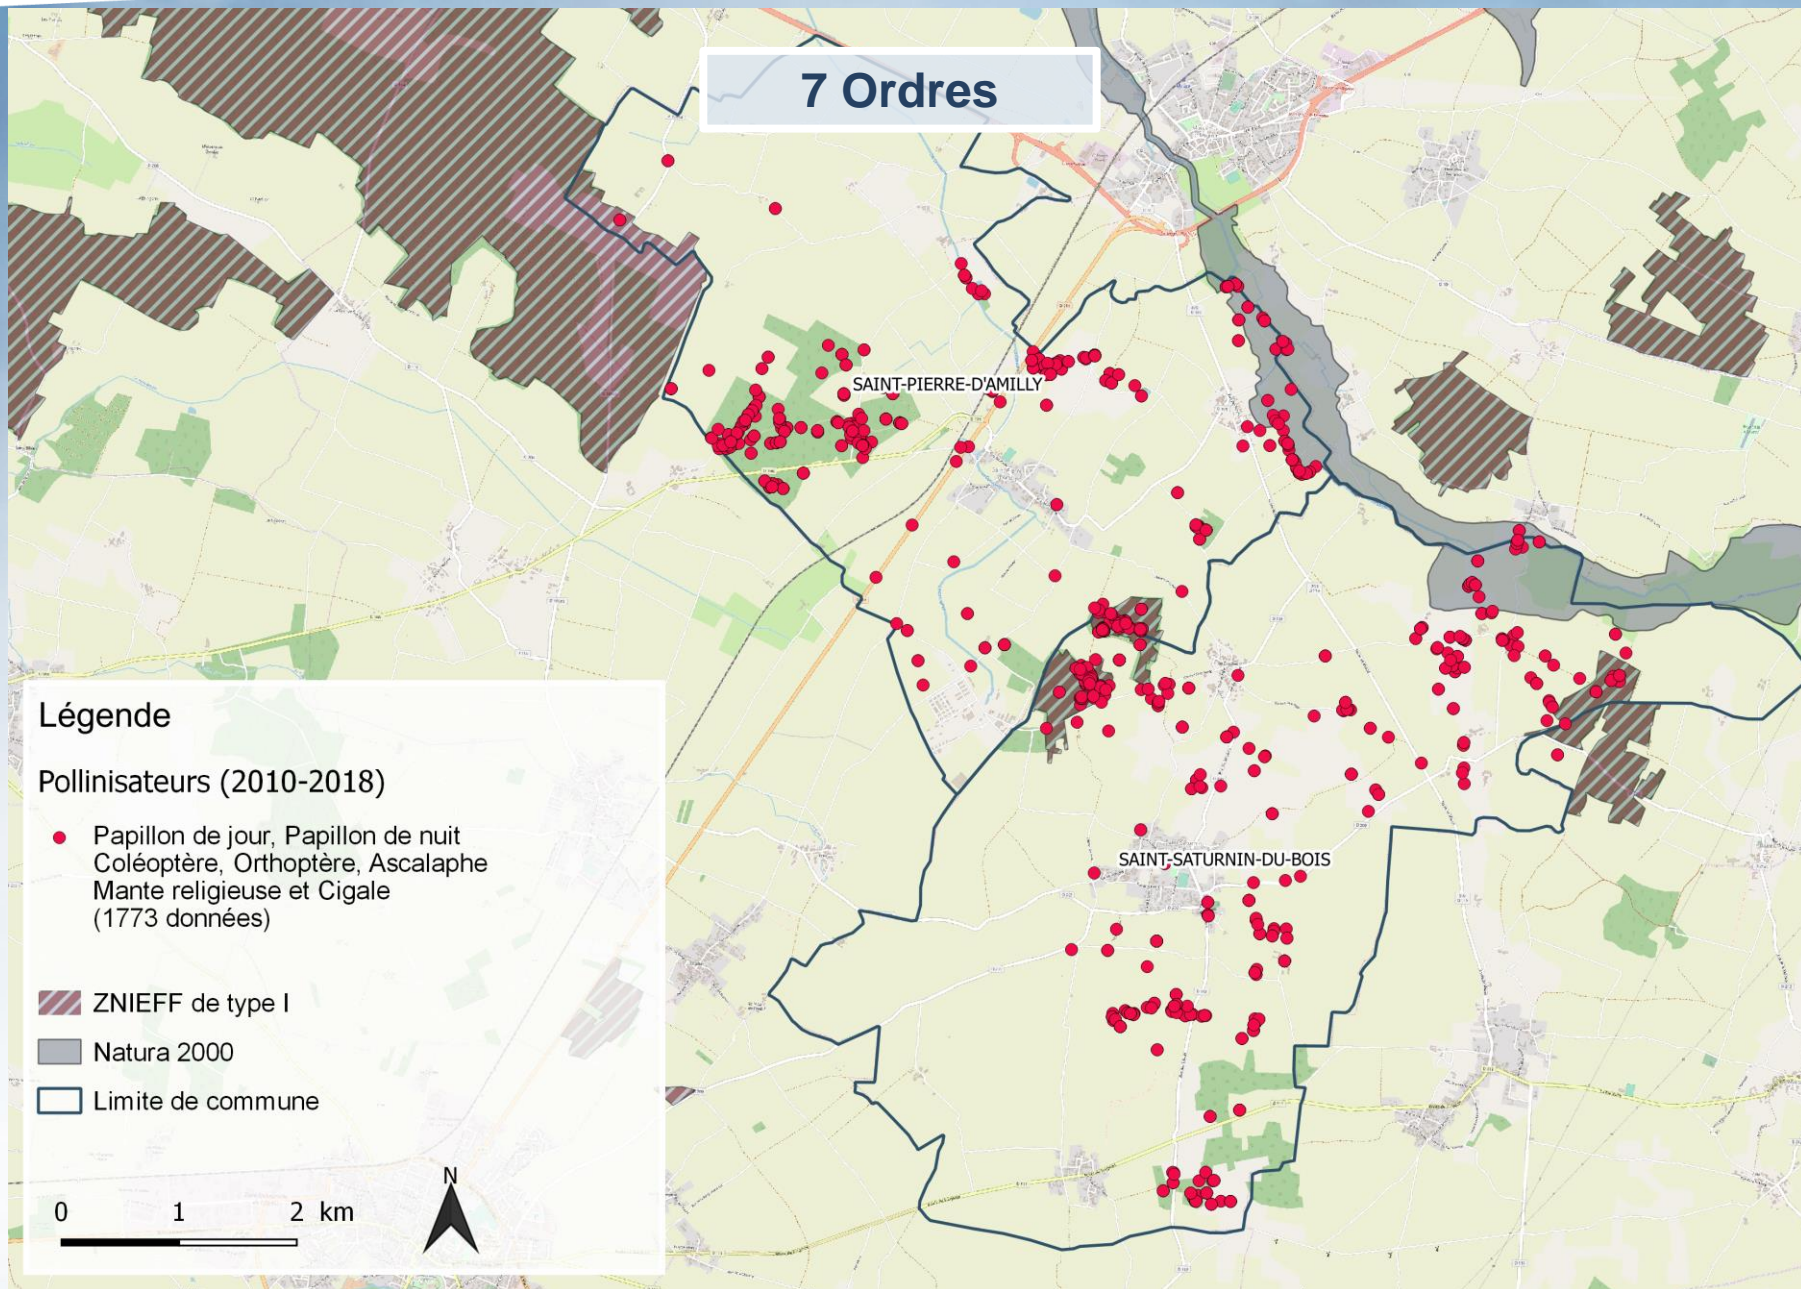 7 Ordres
SAINT-PIERRE-D'AMILLY
SAINT-SATURNIN-DU-BOIS
Légende
Pollinisateurs (2010-2018)
Papillon de jour, Papillon de nuit
Coléoptère, Orthoptère, Ascalaphe
Mante religieuse et Cigale
(1773 données)
ZNIEFF de type I
Natura 2000
Limite de commune
N
0 1 2 km